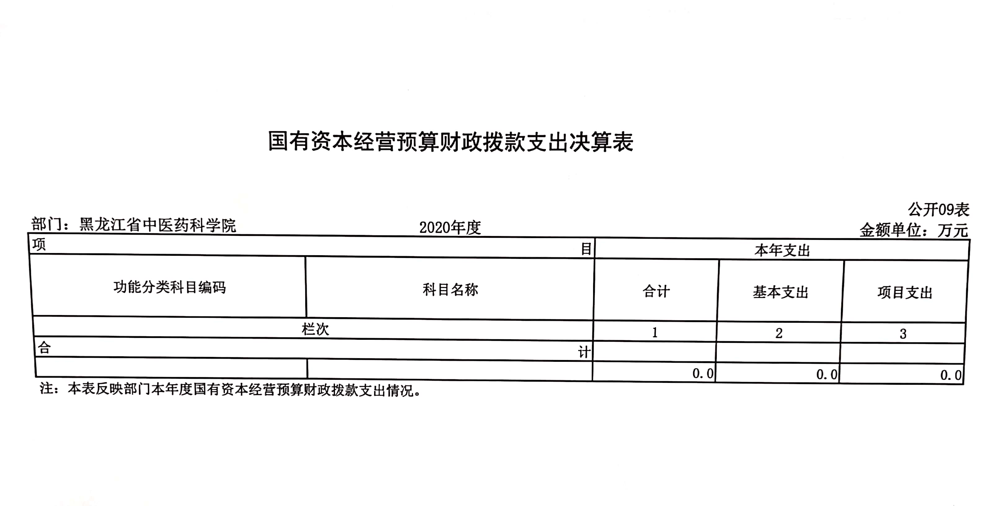 国有资本经营预算财政拨款支出决算表
公开09表
部门：黑龙江省中医药科学院 2020年度 金额单位：万元
项 目 本年支出
功能分类科目编码 科目名称 合计 基本支出 项目支出
栏次 1 2 3
合 计
0.0 0.0 0.0
注：本表反映部门本年度国有资本经营预算财政拨款支出情况。